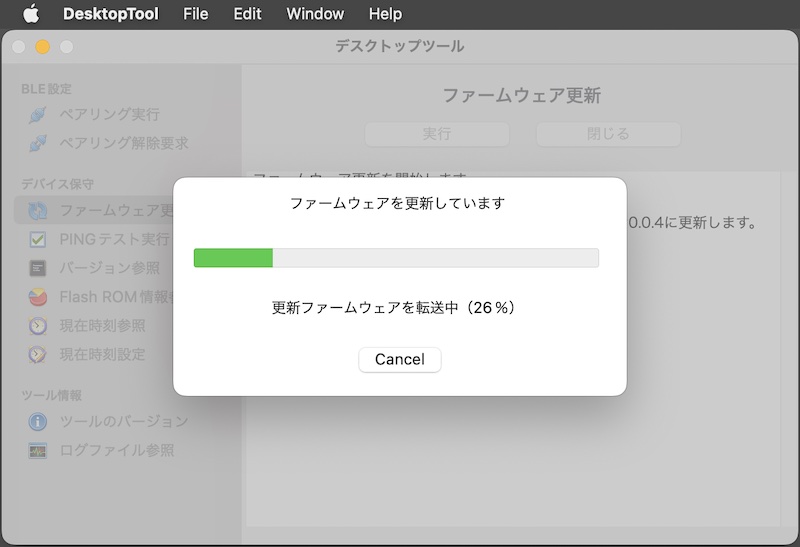 DesktopTool File Edit Window Help
デスクトップツール
BLE設定
ペアリング実行
ペアリング解除要求
デバイス保守
ファームウェア更
PINGテスト実行
バージョン参照
Flash ROM情報
現在時刻参照
現在時刻設定
ツール情報
ツールのバージョン
ログファイル参照
ファームウェア更新
実行 閉じる
ファームウェア更新を開始します
0.0.4に更新します。
ファームウェアを更新しています
更新ファームウェアを転送中（26％）
Cancel